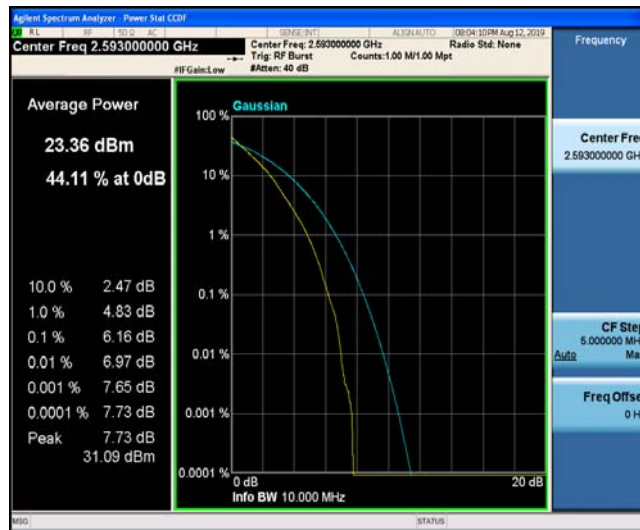 Agilent Spectrum Analyzer - Power Stat CCDF
RL RF 50 Ω AC SENSE:INT ALIGN AUTO 08:04:10 PM Aug 12, 2019
Center Freq 2.593000000 GHz
Center Freq: 2.593000000 GHz Radio Std: None
Trig: RF Burst Counts:1.00 M/1.00 Mpt
#IFGain:Low #Atten: 40 dB
Frequency
Average Power
23.36 dBm
44.11 % at 0dB
10.0 % 2.47 dB
1.0 % 4.83 dB
0.1 % 6.16 dB
0.01 % 6.97 dB
0.001 % 7.65 dB
0.0001 % 7.73 dB
Peak 7.73 dB
31.09 dBm
Gaussian
100 %
10 %
1 %
0.1 %
0.01 %
0.001 %
0.0001 %
0 dB 20 dB
Info BW 10.000 MHz
Center Fre
2.593000000 GH
CF Step
5.000000 MH
Auto Ma
Freq Offse
0 H
MSG STATUS